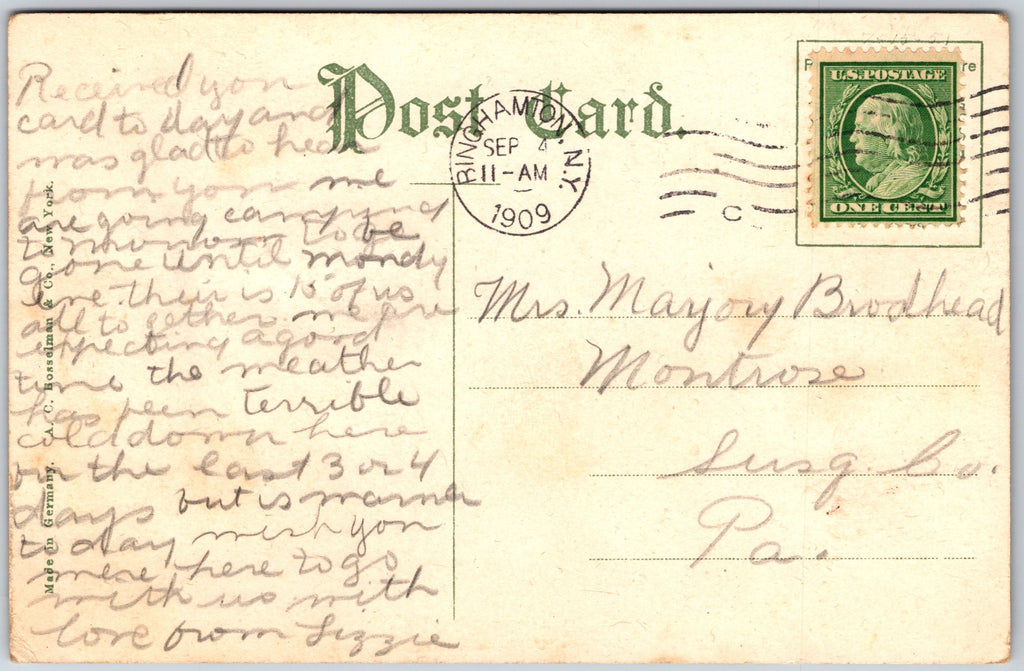 Post Card.
BINGHAMTON, N.Y.
SEP 4
11-AM
1909
C
U.S. POSTAGE
ONE CENT
re
Received your
card to day and
was glad to hear
from you we
are going camping
to morrow to be
gone until mondy
eve. their is 15 of us
all to gether we are
expecting a good
time the weather
has been terrible
cold down here
for the last 3 or 4
days but is warmer
to day wish you
were here to go
with us with
love from Lizzie
Mrs. Marjory Brodhead
Montrose
Susq. Co.
Pa.
Made in Germany. A. C. Bosselman & Co., New York.